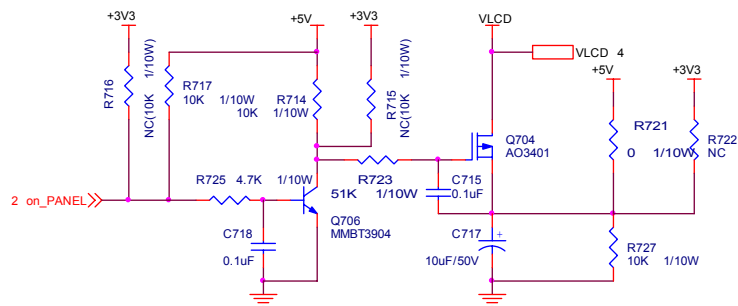 +3V3
+5V
+3V3
VLCD
VLCD 4
+5V
+3V3
R716
NC(10K 1/10W)
R717
10K 1/10W
R714
10K 1/10W
R715
NC(10K 1/10W)
Q704
AO3401
R721
0 1/10W
R722
NC
2 on_PANEL
R725 4.7K 1/10W
R723
51K 1/10W
C715
0.1uF
Q706
MMBT3904
C718
0.1uF
C717
+
10uF/50V
R727
10K 1/10W